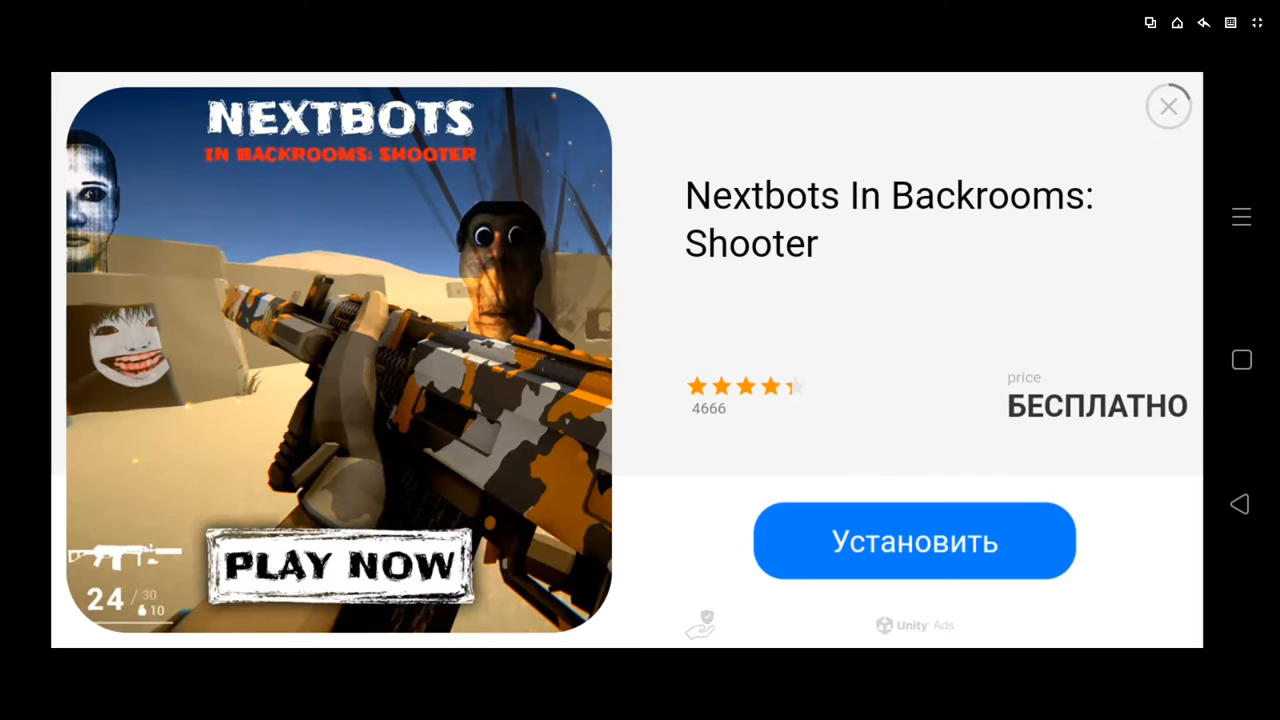 NEXTBOTS
IN BACKROOMS: SHOOTER
PLAY NOW
24 / 30
10
Nextbots In Backrooms:
Shooter
4666
price
БЕСПЛАТНО
Установить
Unity Ads